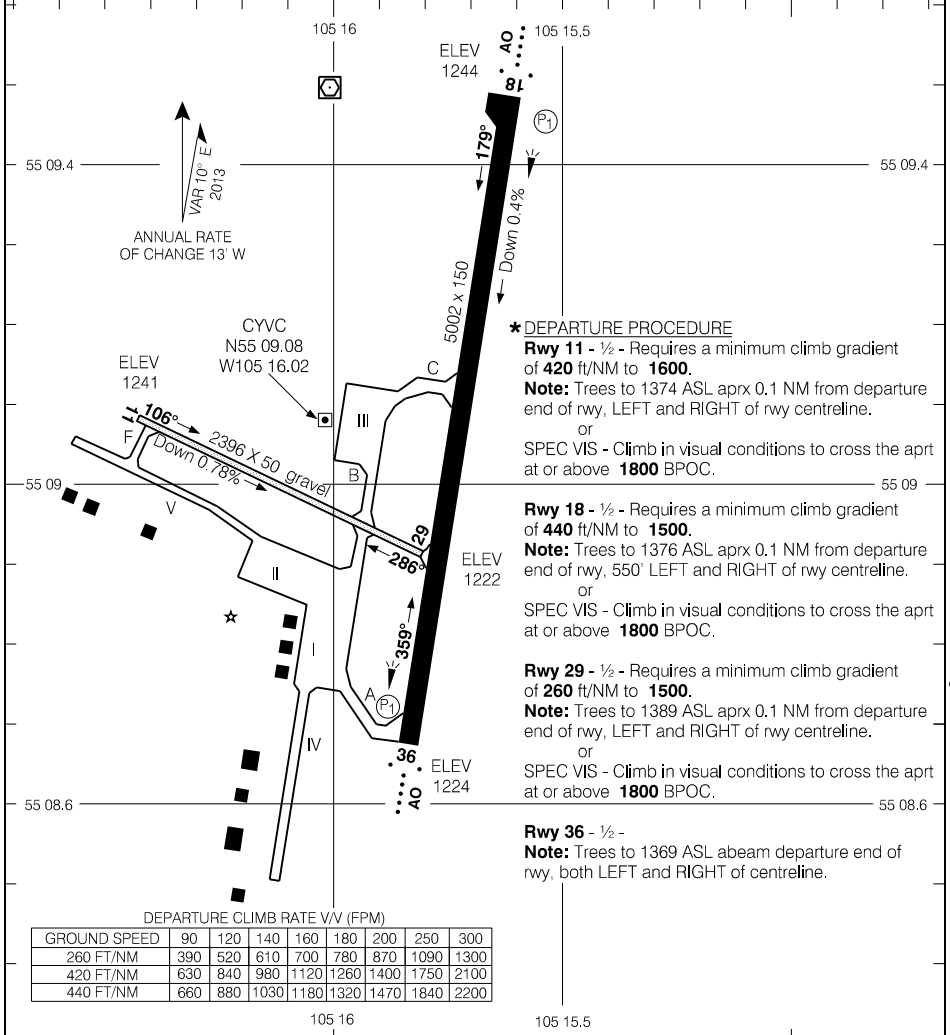 105 16
105 15.5
AO
ELEV
1244
18
P1
179°
55 09.4
55 09.4
VAR 10° E
2013
ANNUAL RATE
OF CHANGE 13' W
Down 0.4%
5002 x 150
CYVC
N55 09.08
W105 16.02
ELEV
1241
C
III
11
106°
2396 X 50 gravel
Down 0.78%
F
V
B
55 09
55 09
29
286°
ELEV
1222
II
I
359°
A
P1
IV
36
ELEV
1224
AO
55 08.6
55 08.6
* DEPARTURE PROCEDURE
Rwy 11 - ½ - Requires a minimum climb gradient
of 420 ft/NM to 1600.
Note: Trees to 1374 ASL aprx 0.1 NM from departure
end of rwy, LEFT and RIGHT of rwy centreline.
or
SPEC VIS - Climb in visual conditions to cross the aprt
at or above 1800 BPOC.
Rwy 18 - ½ - Requires a minimum climb gradient
of 440 ft/NM to 1500.
Note: Trees to 1376 ASL aprx 0.1 NM from departure
end of rwy, 550' LEFT and RIGHT of rwy centreline.
or
SPEC VIS - Climb in visual conditions to cross the aprt
at or above 1800 BPOC.
Rwy 29 - ½ - Requires a minimum climb gradient
of 260 ft/NM to 1500.
Note: Trees to 1389 ASL aprx 0.1 NM from departure
end of rwy, LEFT and RIGHT of rwy centreline.
or
SPEC VIS - Climb in visual conditions to cross the aprt
at or above 1800 BPOC.
Rwy 36 - ½ -
Note: Trees to 1369 ASL abeam departure end of
rwy, both LEFT and RIGHT of centreline.
DEPARTURE CLIMB RATE V/V (FPM)
GROUND SPEED 90 120 140 160 180 200 250 300
260 FT/NM 390 520 610 700 780 870 1090 1300
420 FT/NM 630 840 980 1120 1260 1400 1750 2100
440 FT/NM 660 880 1030 1180 1320 1470 1840 2200
105 16
105 15.5